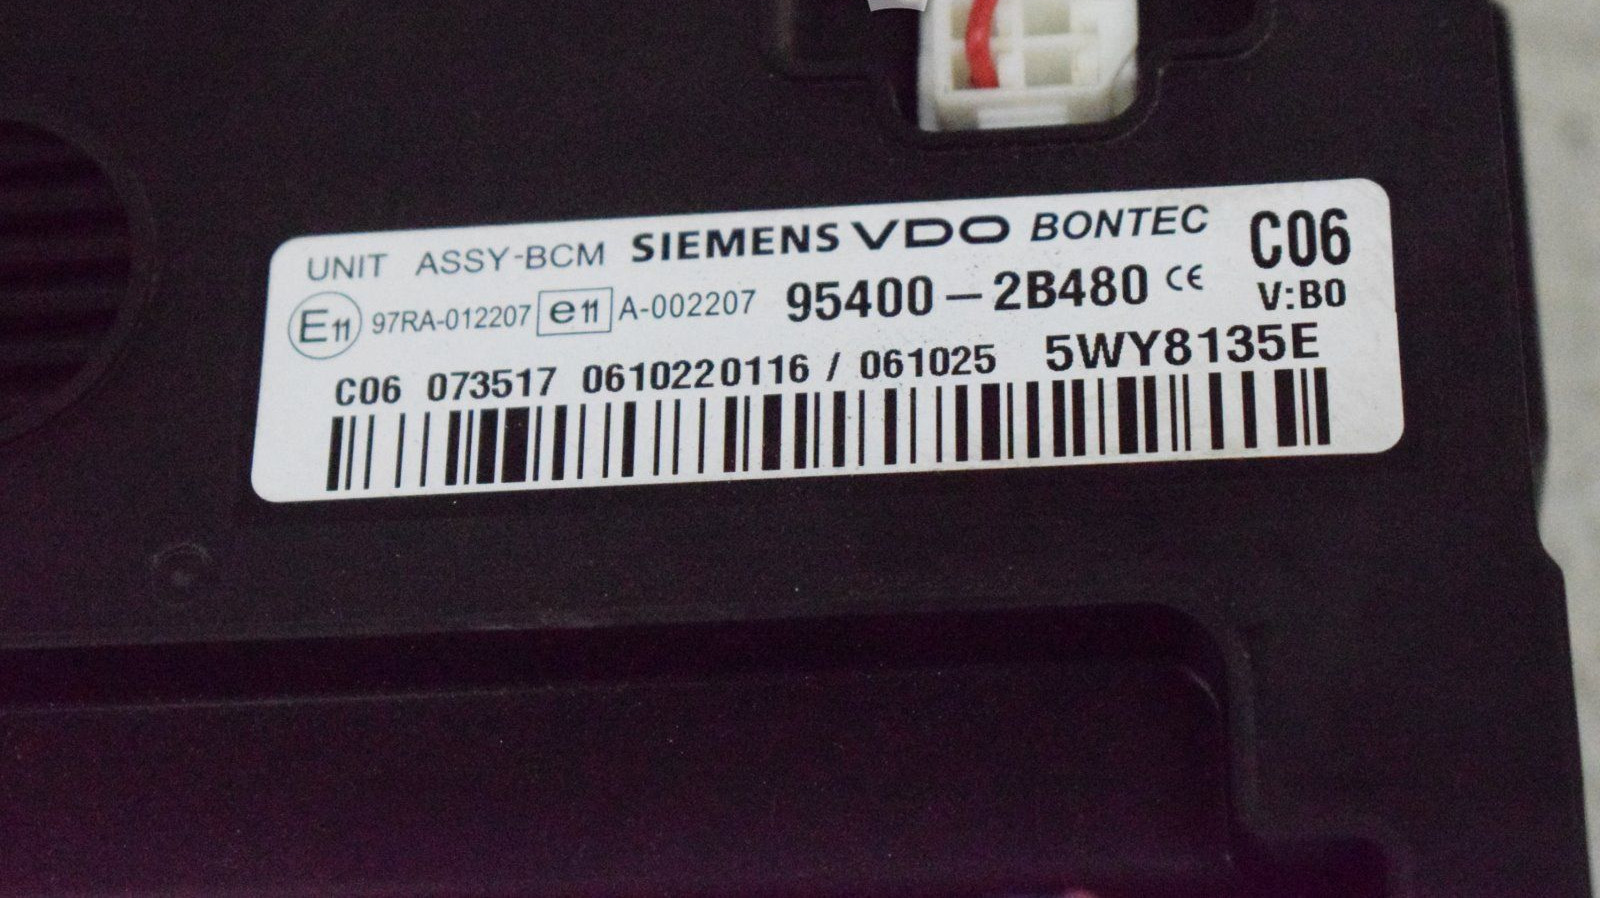 UNIT ASSY-BCM SIEMENS VDO BONTEC C06
E11 97RA-012207 e11 A-002207 95400-2B480 CE V:B0
C06 073517 0610220116 / 061025 5WY8135E